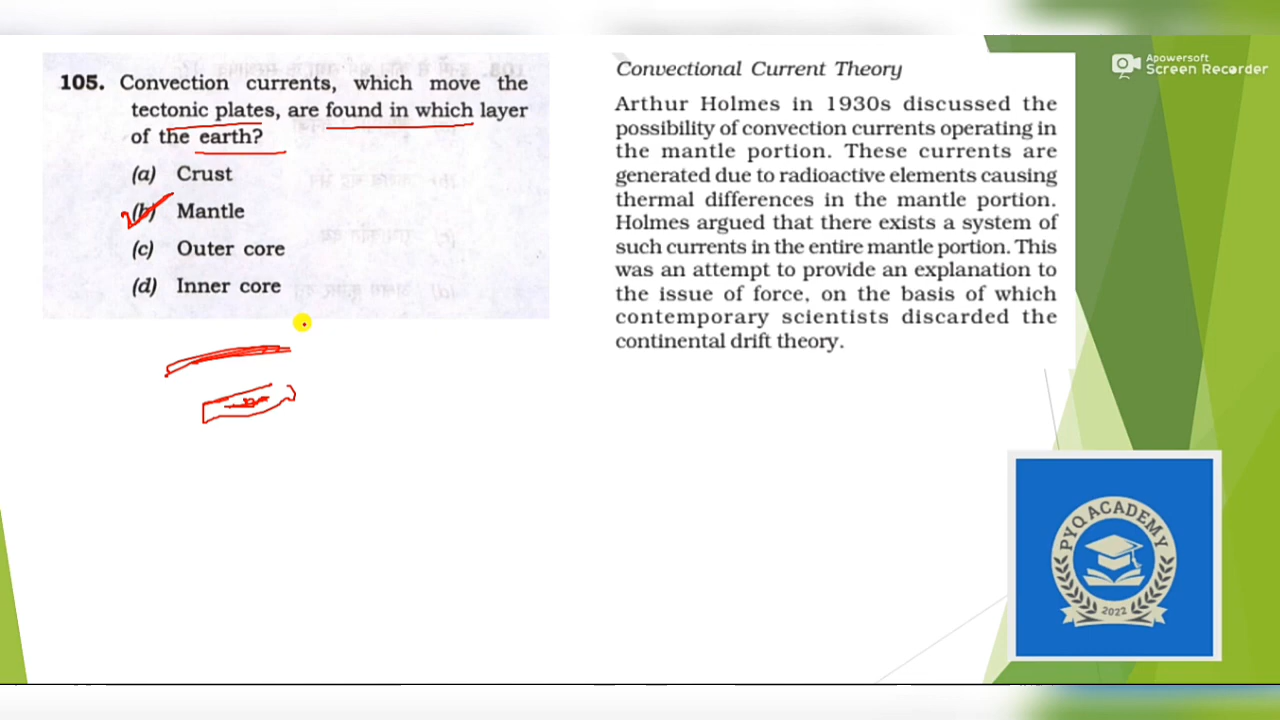 105. Convection currents, which move the
tectonic plates, are found in which layer
of the earth?
(a) Crust
(b) Mantle
(c) Outer core
(d) Inner core
Convectional Current Theory
Arthur Holmes in 1930s discussed the
possibility of convection currents operating in
the mantle portion. These currents are
generated due to radioactive elements causing
thermal differences in the mantle portion.
Holmes argued that there exists a system of
such currents in the entire mantle portion. This
was an attempt to provide an explanation to
the issue of force, on the basis of which
contemporary scientists discarded the
continental drift theory.
Apowersoft
Screen Recorder
PYQ ACADEMY
2022